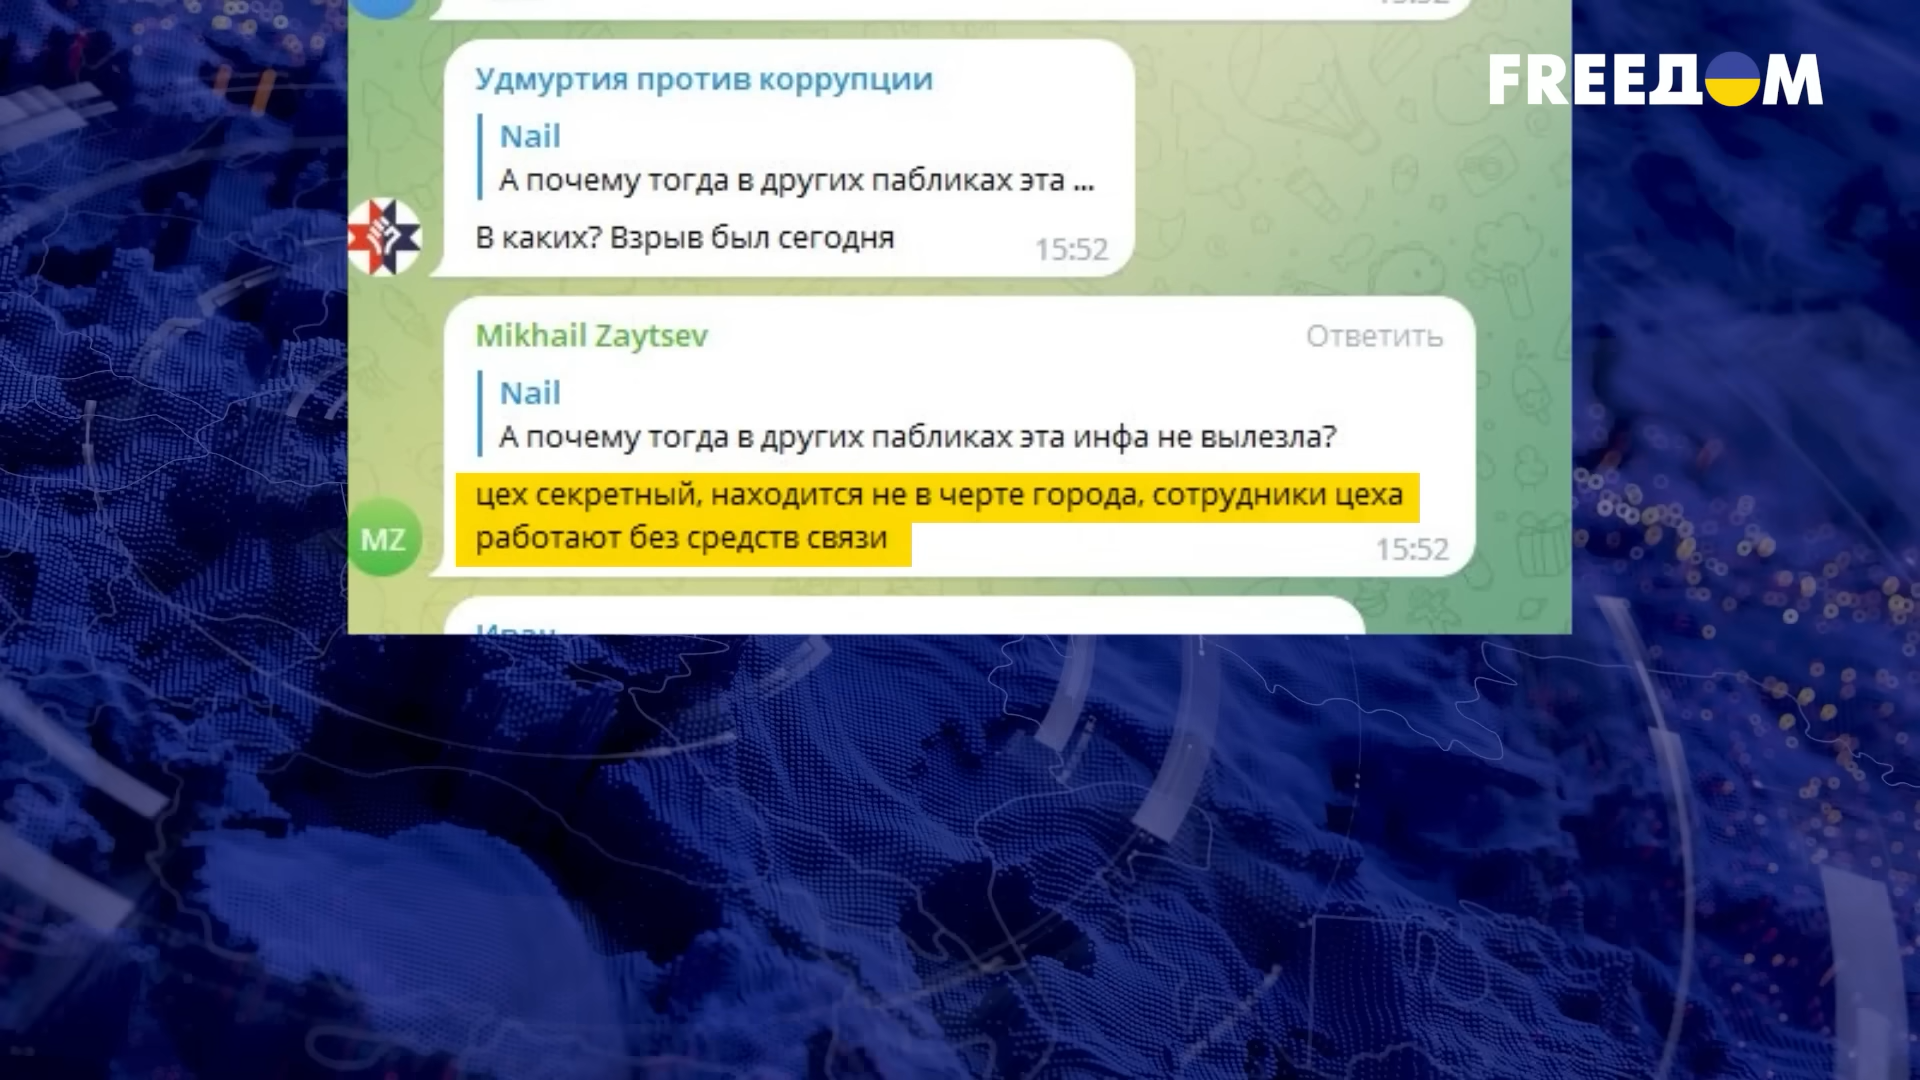 FREEДOM
Удмуртия против коррупции
Nail
А почему тогда в других пабликах эта ...
В каких? Взрыв был сегодня
15:52
Mikhail Zaytsev
Ответить
Nail
А почему тогда в других пабликах эта инфа не вылезла?
цех секретный, находится не в черте города, сотрудники цеха
работают без средств связи
MZ
15:52